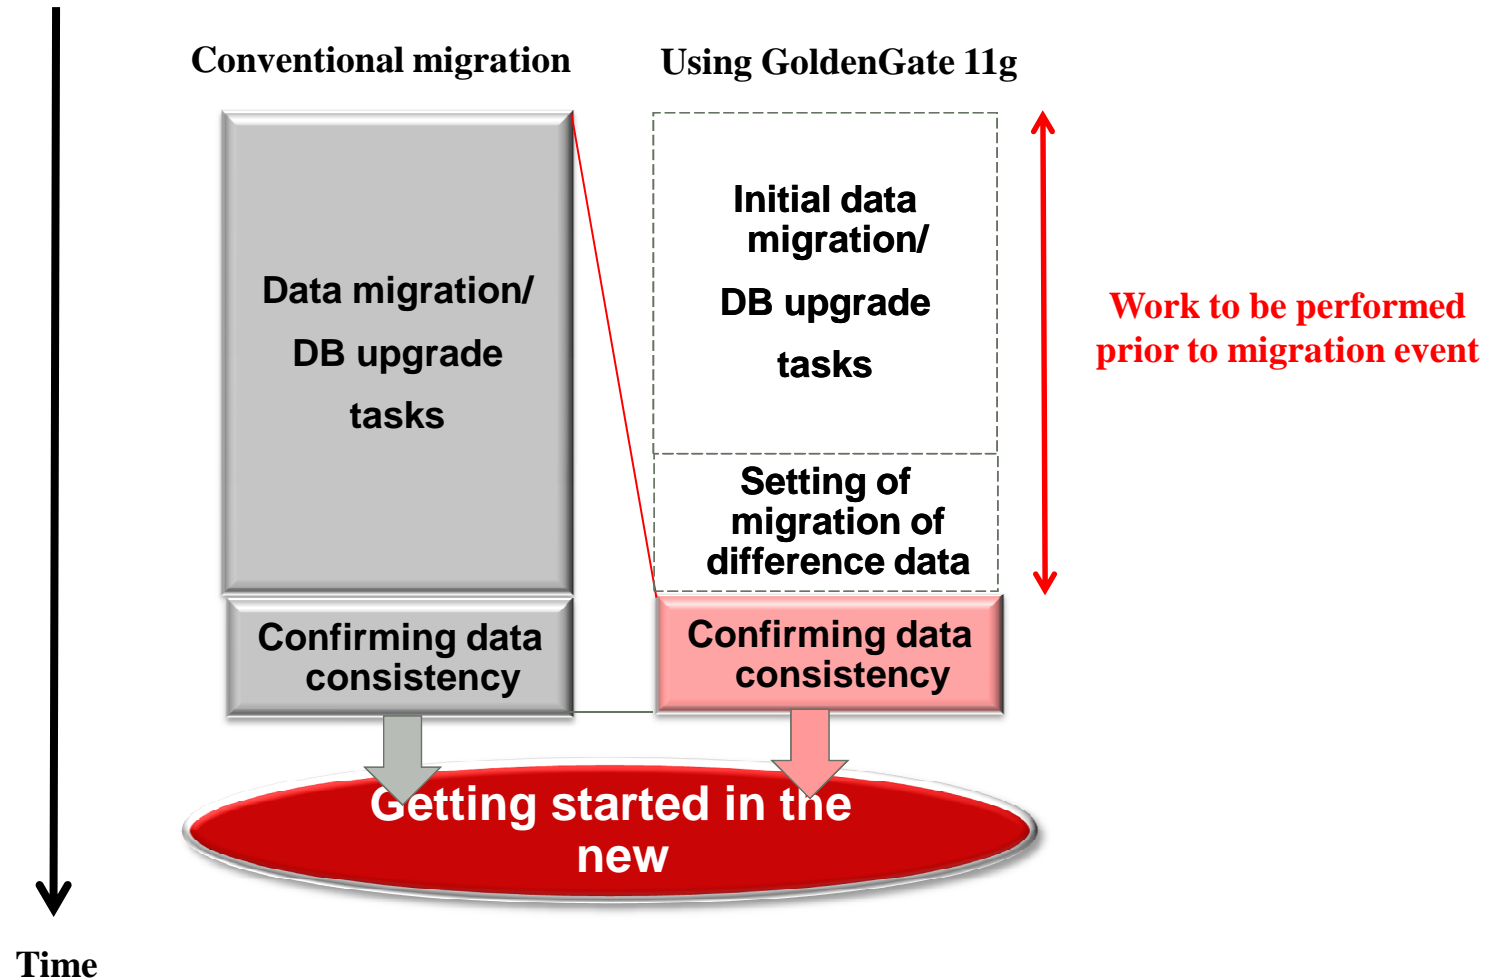 Conventional migration
Using GoldenGate 11g
Data migration/
DB upgrade
tasks
Confirming data
consistency
Initial data
migration/
DB upgrade
tasks
Setting of
migration of
difference data
Confirming data
consistency
Work to be performed
prior to migration event
Getting started in the
new
Time